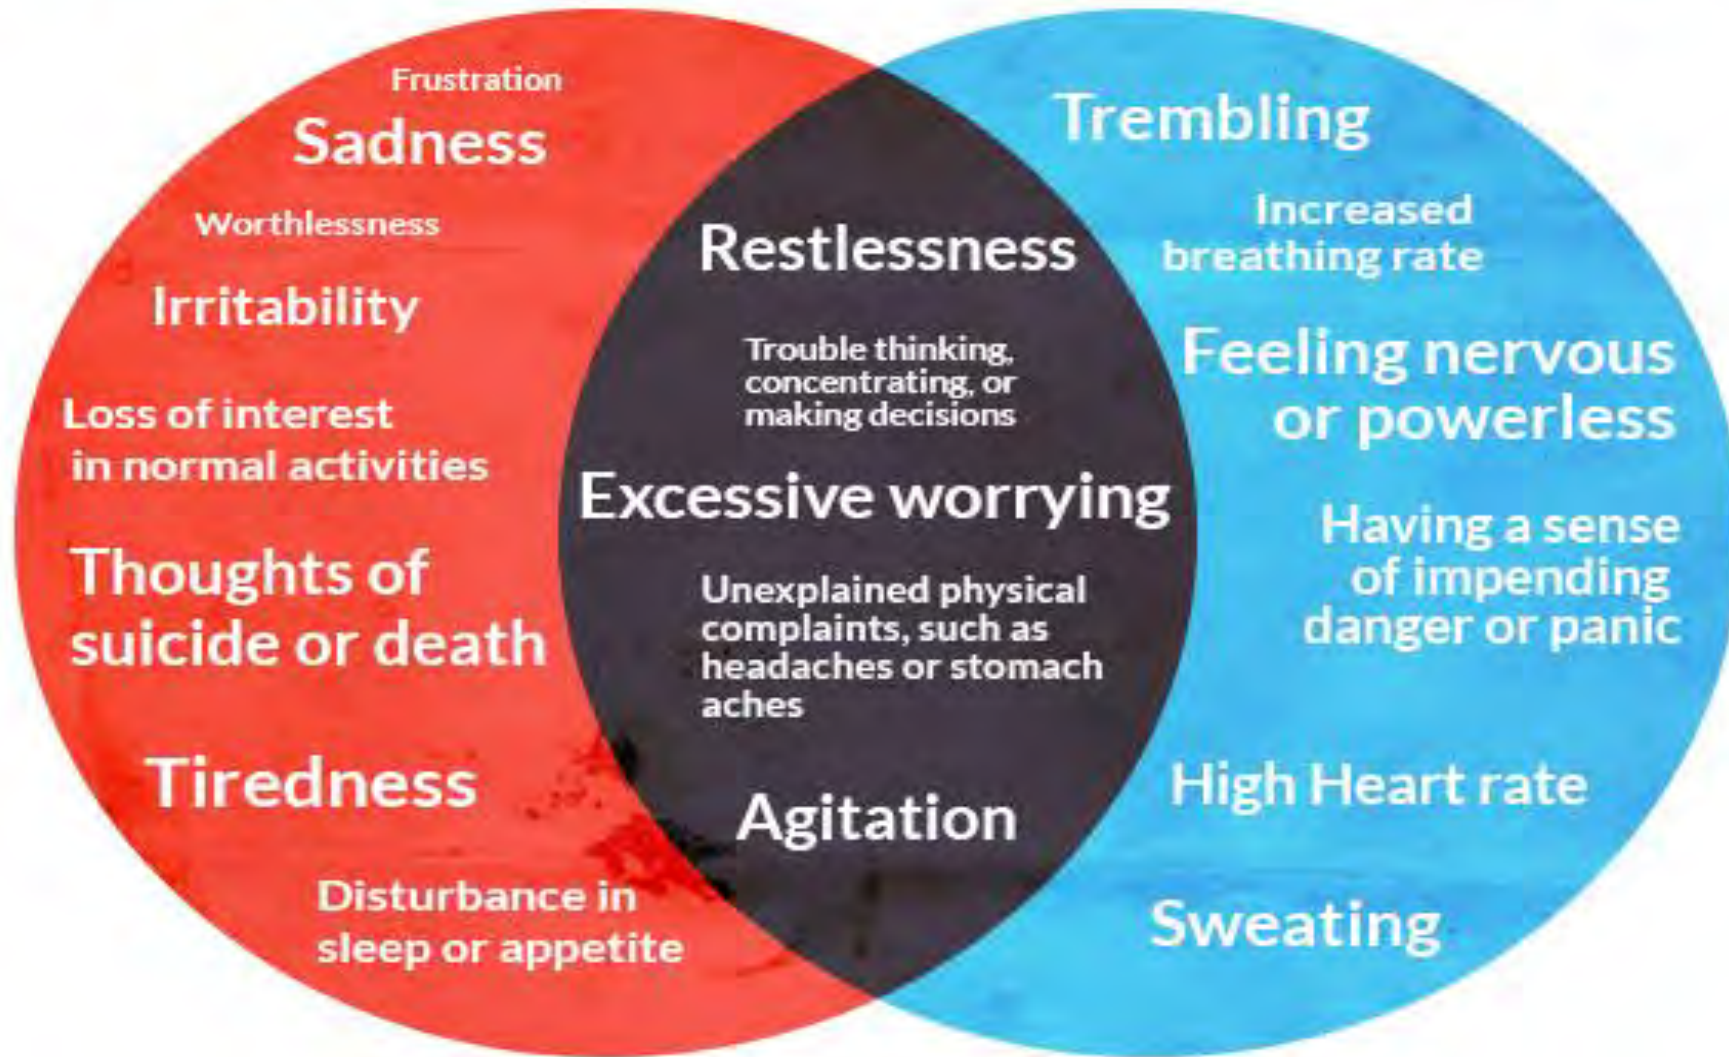 Frustration
Sadness
Worthlessness
Irritability
Loss of interest
in normal activities
Thoughts of
suicide or death
Tiredness
Disturbance in
sleep or appetite
Restlessness
Trouble thinking,
concentrating, or
making decisions
Excessive worrying
Unexplained physical
complaints, such as
headaches or stomach
aches
Agitation
Trembling
Increased
breathing rate
Feeling nervous
or powerless
Having a sense
of impending
danger or panic
High Heart rate
Sweating